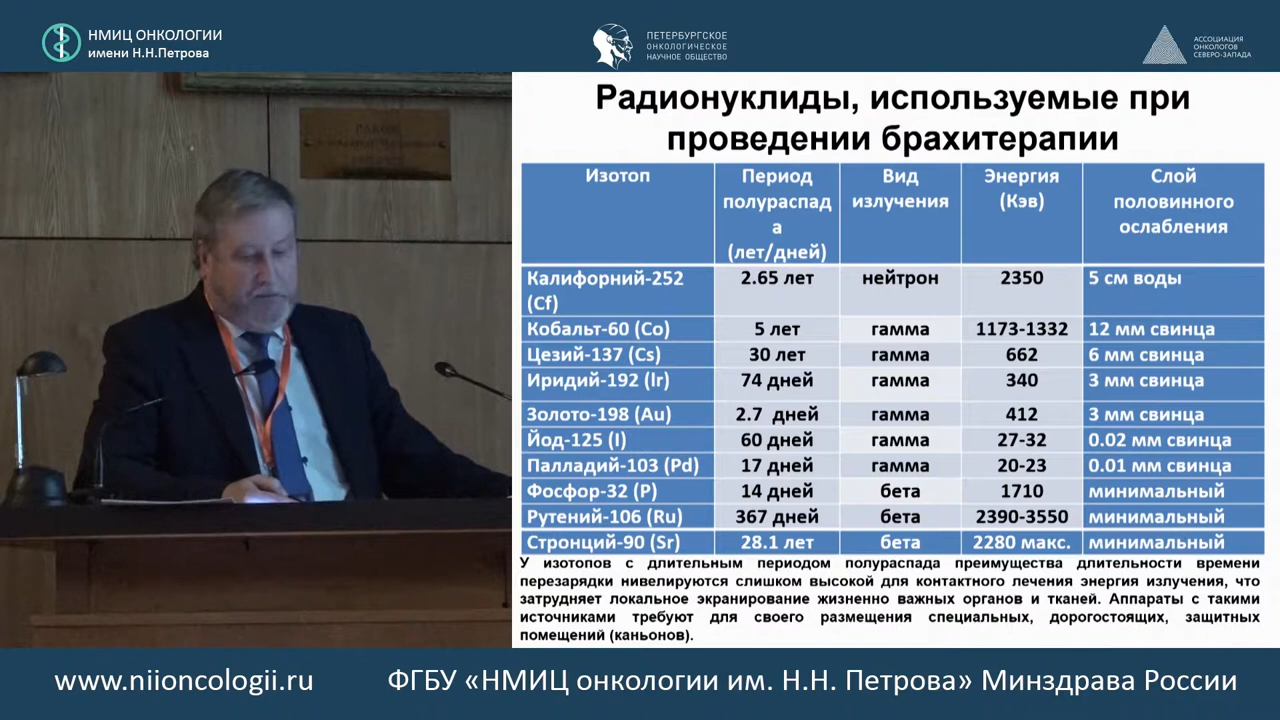 НМИЦ ОНКОЛОГИИ
имени Н.Н.Петрова
ПЕТЕРБУРГСКОЕ
ОНКОЛОГИЧЕСКОЕ
НАУЧНОЕ ОБЩЕСТВО
АССОЦИАЦИЯ
ОНКОЛОГОВ
СЕВЕРО-ЗАПАДА
Радионуклиды, используемые при
проведении брахитерапии
Изотоп Период полураспад а (лет/дней) Вид излучения Энергия (Кэв) Слой половинного ослабления
Калифорний-252 (Cf) 2.65 лет нейтрон 2350 5 см воды
Кобальт-60 (Co) 5 лет гамма 1173-1332 12 мм свинца
Цезий-137 (Cs) 30 лет гамма 662 6 мм свинца
Иридий-192 (Ir) 74 дней гамма 340 3 мм свинца
Золото-198 (Au) 2.7 дней гамма 412 3 мм свинца
Йод-125 (I) 60 дней гамма 27-32 0.02 мм свинца
Палладий-103 (Pd) 17 дней гамма 20-23 0.01 мм свинца
Фосфор-32 (P) 14 дней бета 1710 минимальный
Рутений-106 (Ru) 367 дней бета 2390-3550 минимальный
Стронций-90 (Sr) 28.1 лет бета 2280 макс. минимальный
У изотопов с длительным периодом полураспада преимущества длительности времени
перезарядки нивелируются слишком высокой для контактного лечения энергия излучения, что
затрудняет локальное экранирование жизненно важных органов и тканей. Аппараты с такими
источниками требуют для своего размещения специальных, дорогостоящих, защитных
помещений (каньонов).
www.niioncologii.ru
ФГБУ «НМИЦ онкологии им. Н.Н. Петрова» Минздрава России